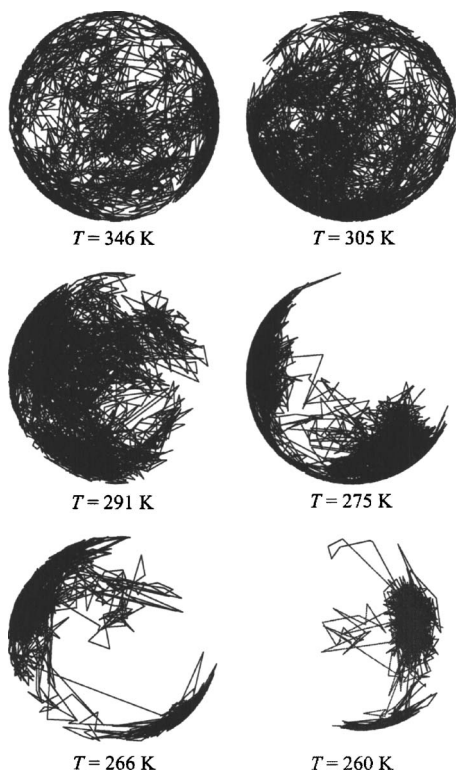 T = 346 K
T = 305 K
T = 291 K
T = 275 K
T = 266 K
T = 260 K